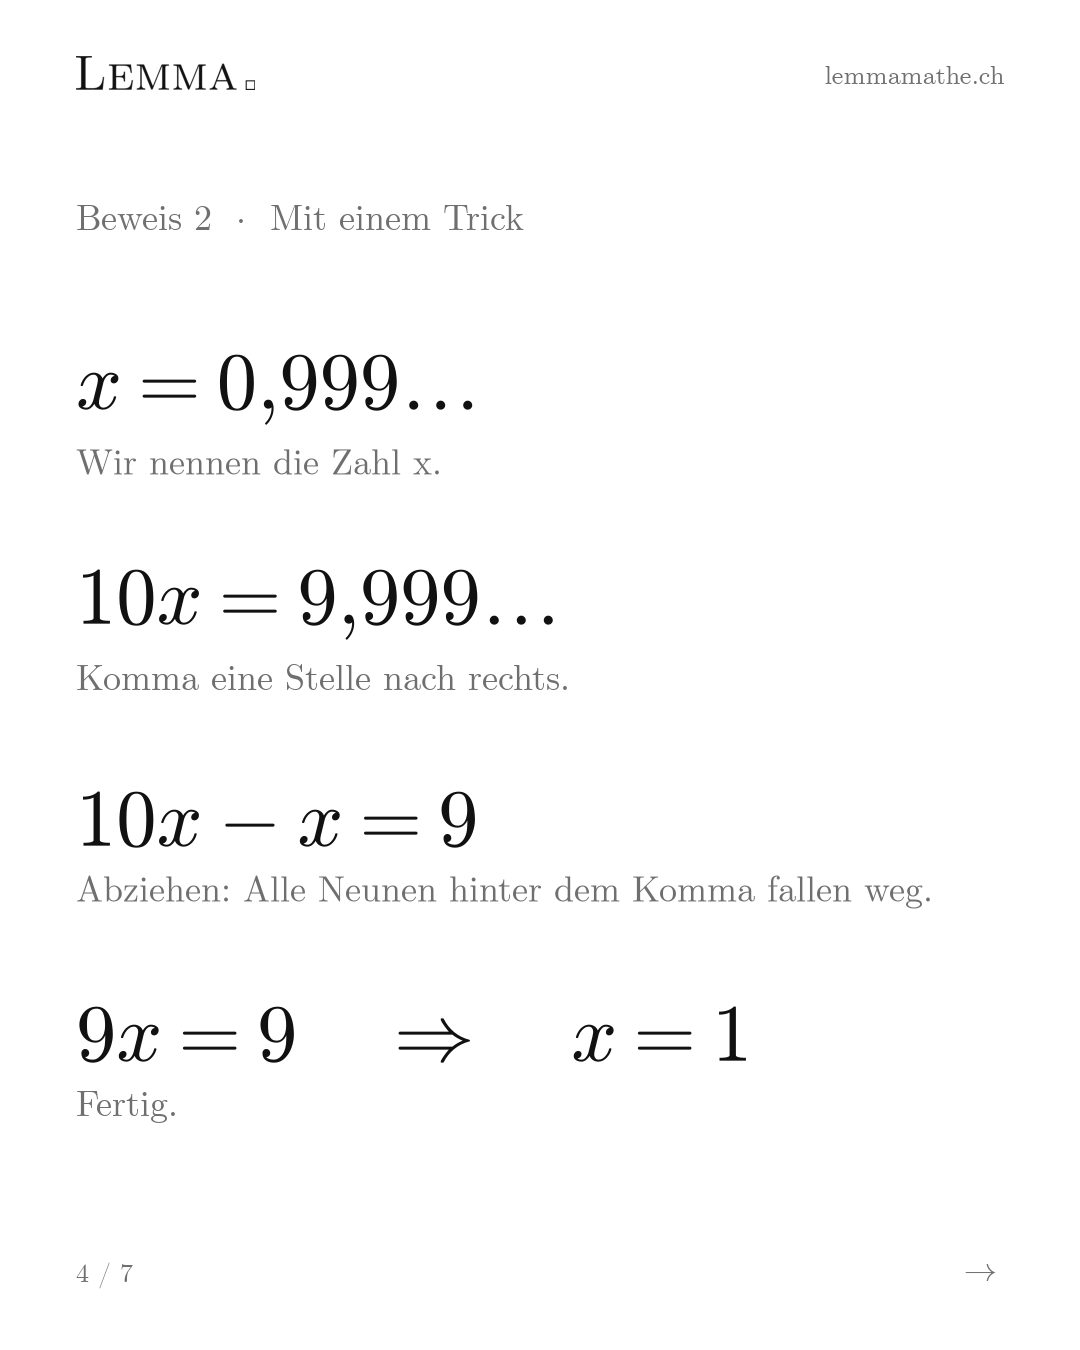 LEMMA.□
lemmamathe.ch
Beweis 2 · Mit einem Trick
x = 0,999…
Wir nennen die Zahl x.
10x = 9,999…
Komma eine Stelle nach rechts.
10x − x = 9
Abziehen: Alle Neunen hinter dem Komma fallen weg.
9x = 9 ⇒ x = 1
Fertig.
4 / 7 →